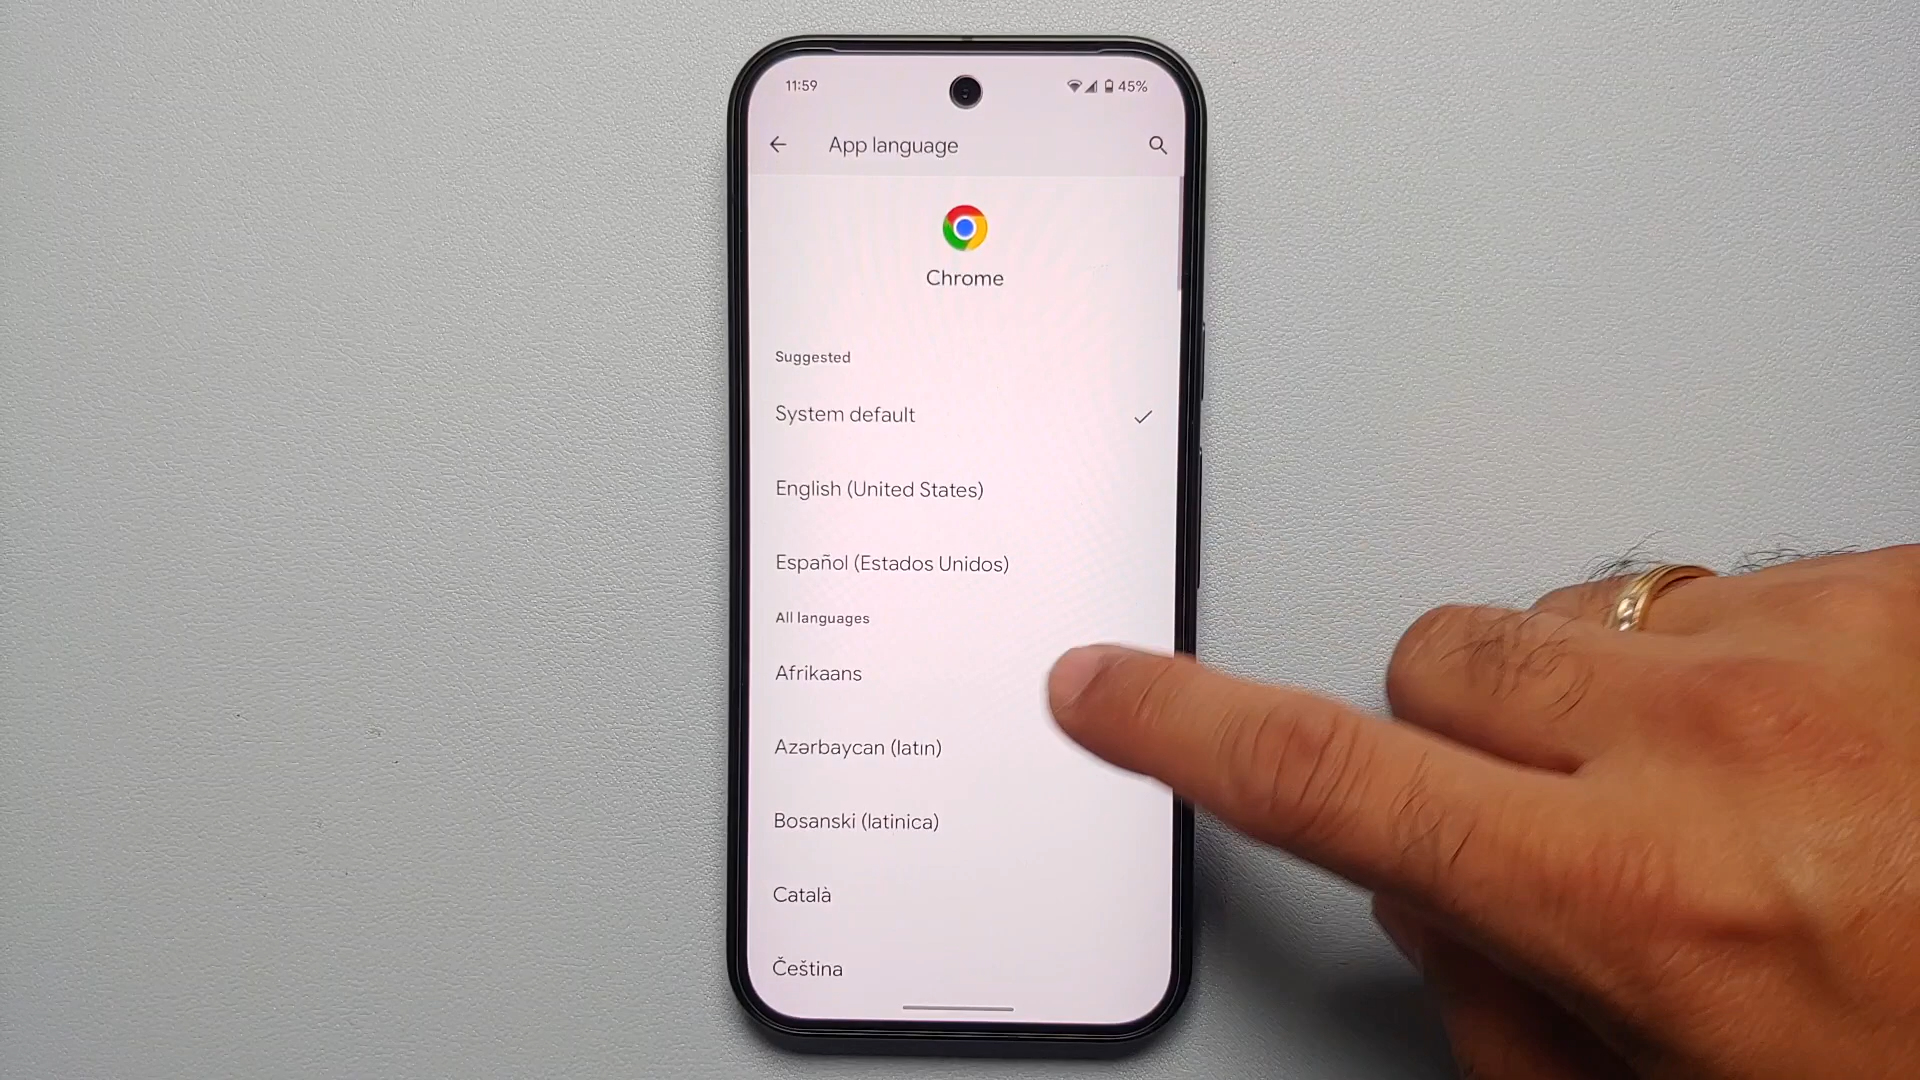 11:59
45%
App language
Chrome
Suggested
System default
English (United States)
Español (Estados Unidos)
All languages
Afrikaans
Azərbaycan (latın)
Bosanski (latinica)
Català
Čeština